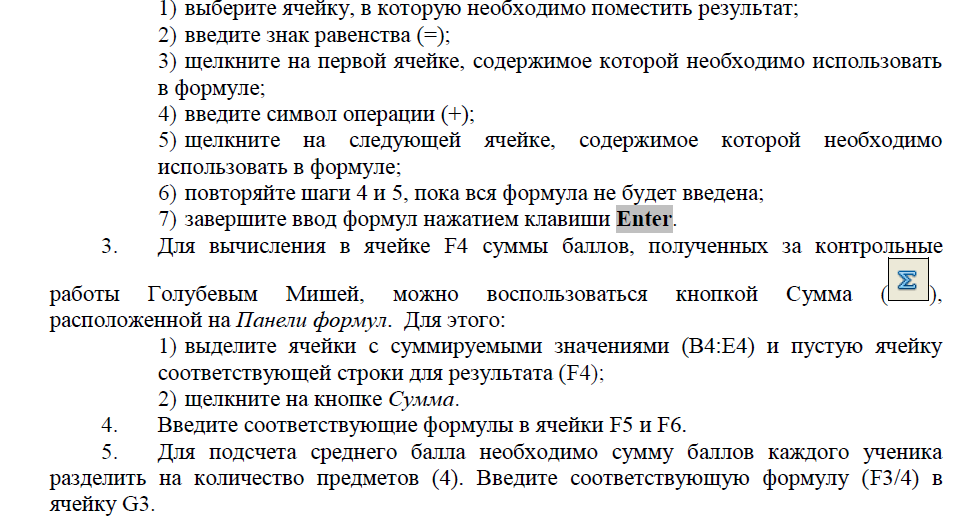 1) выберите ячейку, в которую необходимо поместить результат;
2) введите знак равенства (=);
3) щелкните на первой ячейке, содержимое которой необходимо использовать
в формуле;
4) введите символ операции (+);
5) щелкните на следующей ячейке, содержимое которой необходимо
использовать в формуле;
6) повторяйте шаги 4 и 5, пока вся формула не будет введена;
7) завершите ввод формул нажатием клавиши Enter.
3. Для вычисления в ячейке F4 суммы баллов, полученных за контрольные
работы Голубевым Мишей, можно воспользоваться кнопкой Сумма (Σ),
расположенной на Панели формул. Для этого:
1) выделите ячейки с суммируемыми значениями (B4:E4) и пустую ячейку
соответствующей строки для результата (F4);
2) щелкните на кнопке Сумма.
4. Введите соответствующие формулы в ячейки F5 и F6.
5. Для подсчета среднего балла необходимо сумму баллов каждого ученика
разделить на количество предметов (4). Введите соответствующую формулу (F3/4) в
ячейку G3.